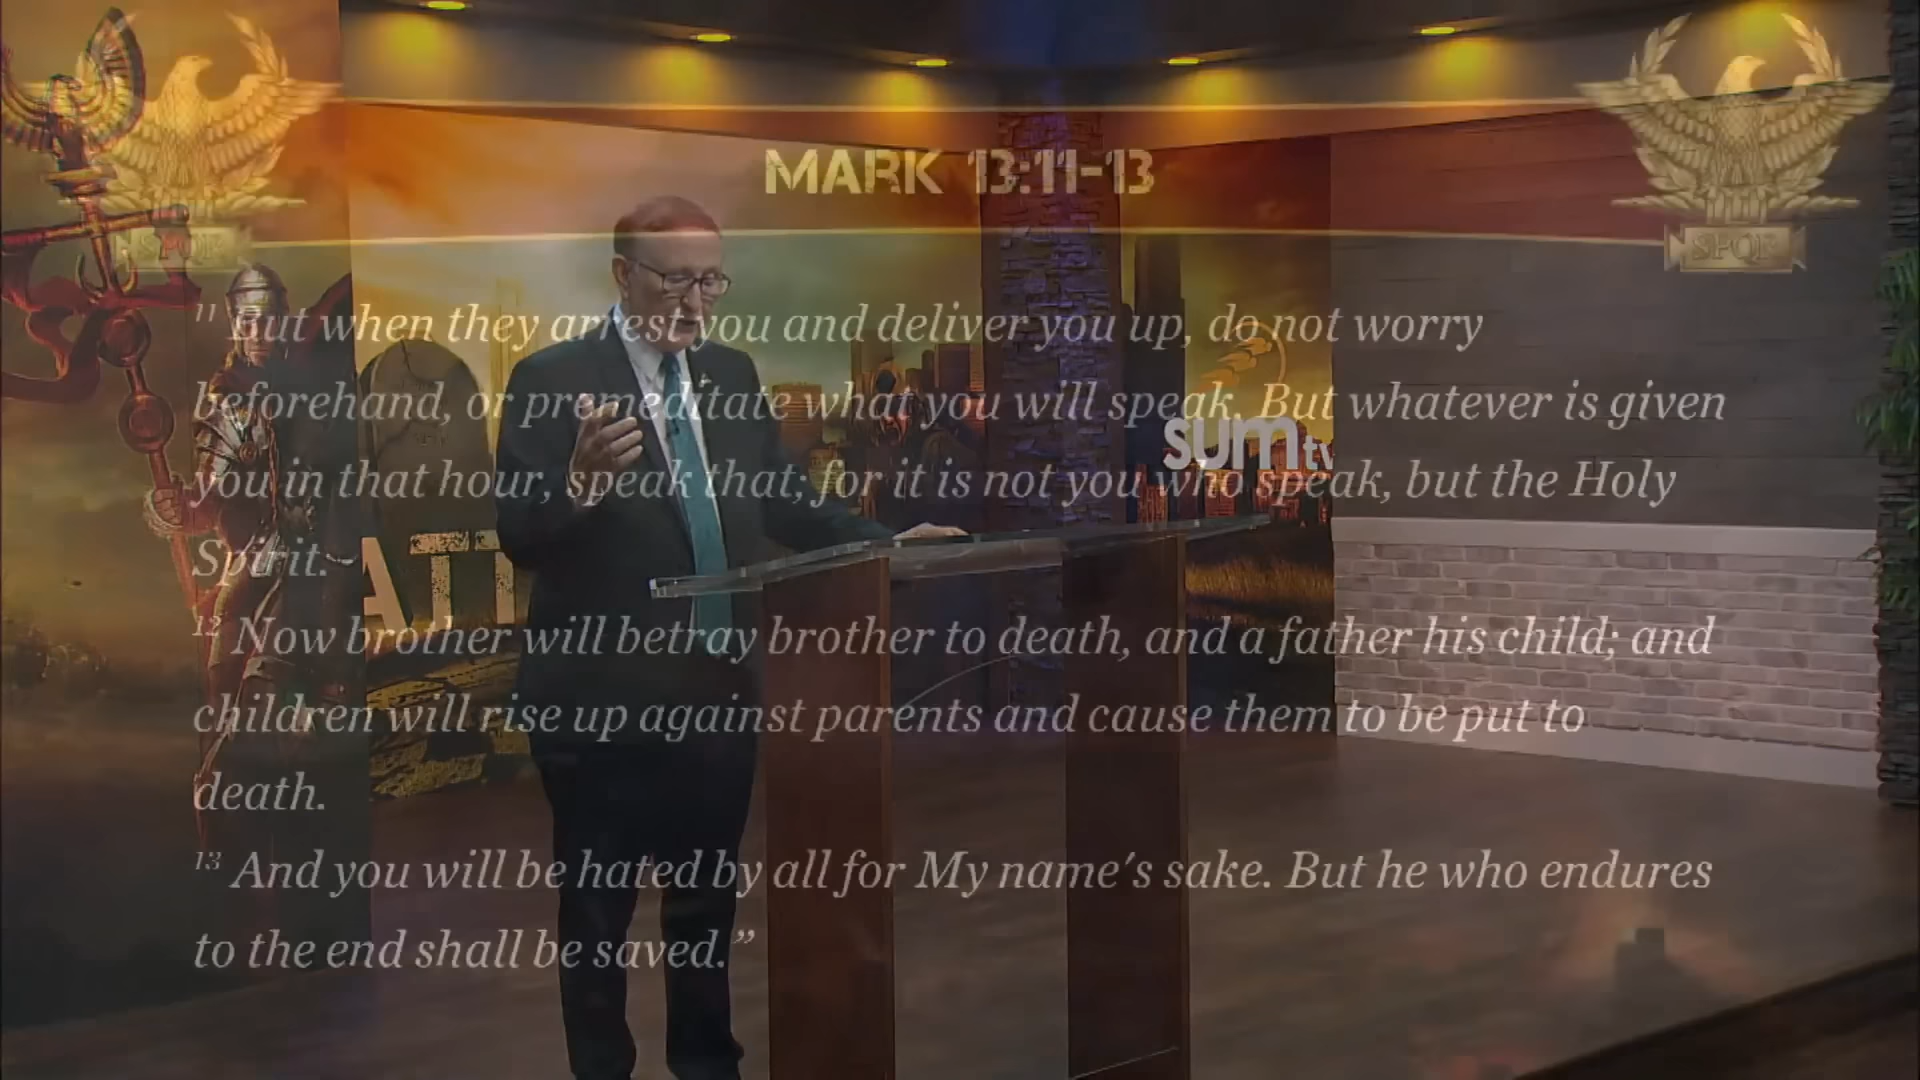 MARK 13:11-13
SPQR
SPQR
" But when they arrest you and deliver you up, do not worry
beforehand, or premeditate what you will speak. But whatever is given
you in that hour, speak that; for it is not you who speak, but the Holy
Spirit.
12 Now brother will betray brother to death, and a father his child; and
children will rise up against parents and cause them to be put to
death.
13 And you will be hated by all for My name's sake. But he who endures
to the end shall be saved.”
sumtv
ATT